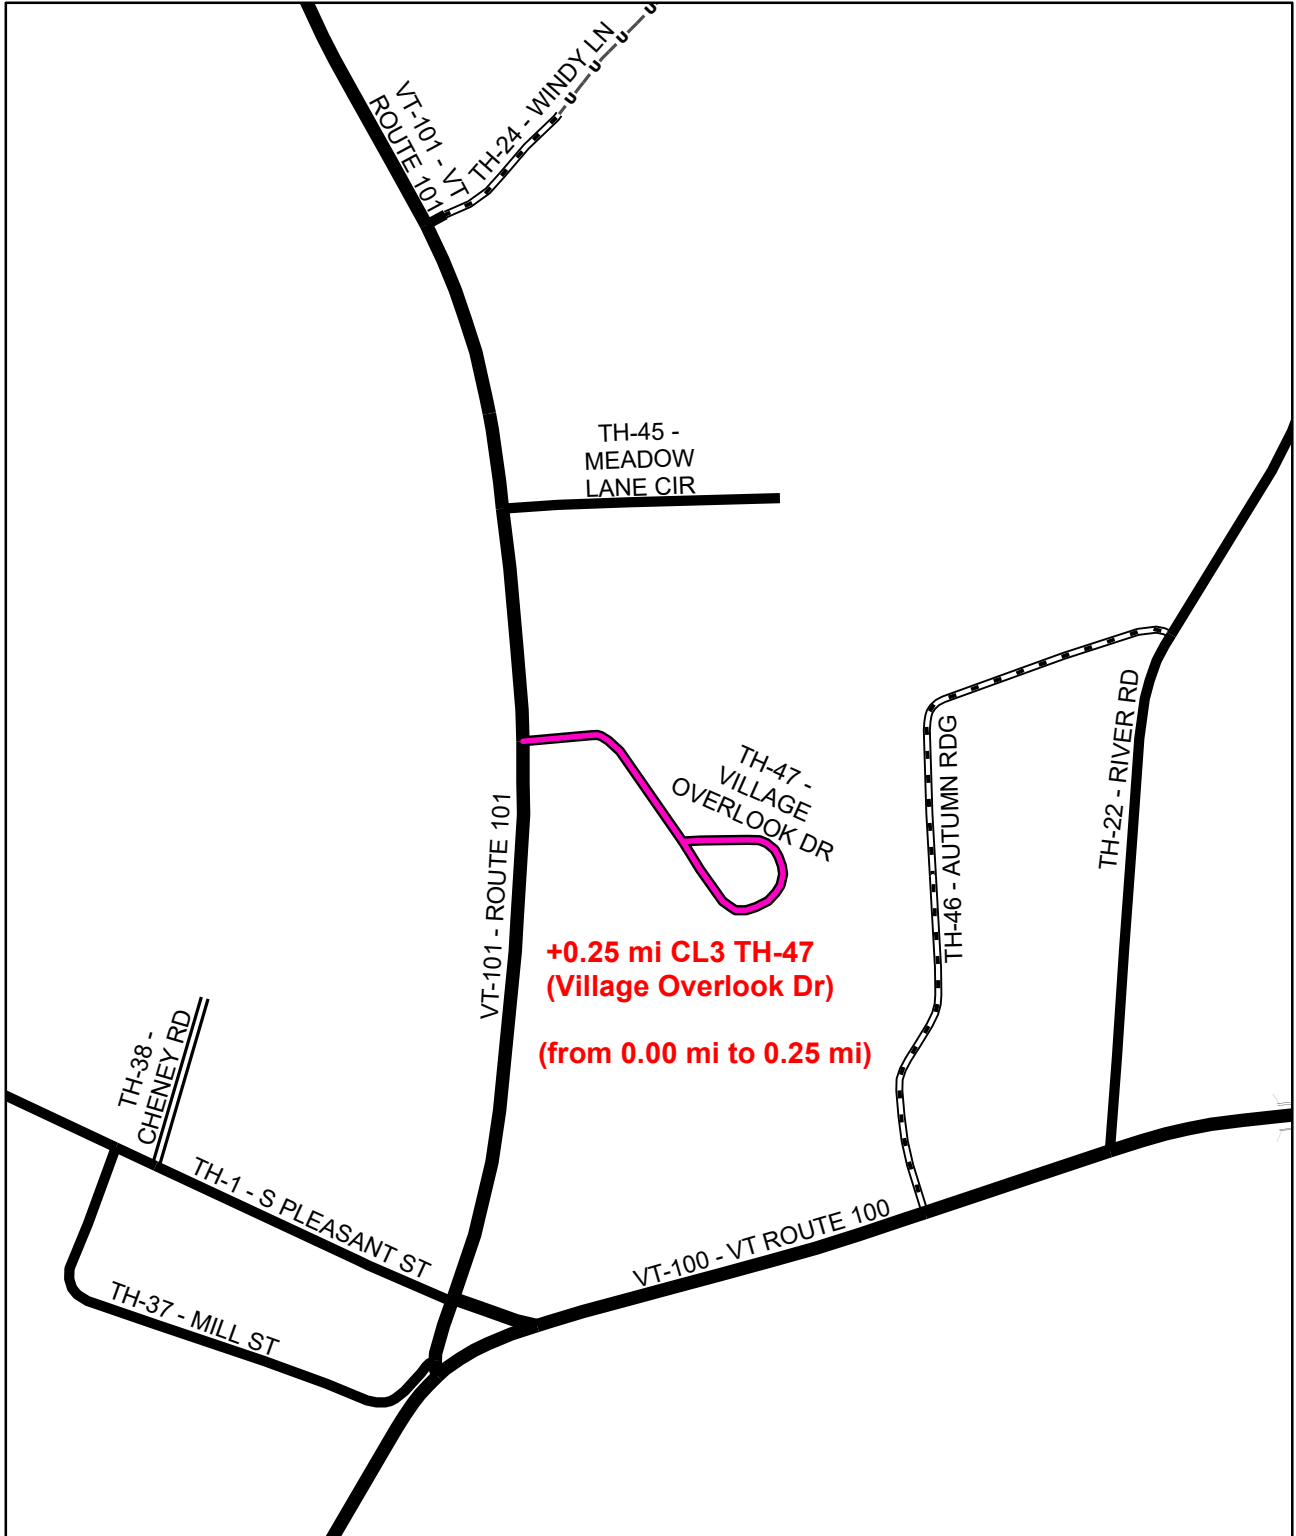 VT-101 - VT
ROUTE 101
TH-24 - WINDY LN
U
U
U
U
TH-45 -
MEADOW
LANE CIR
TH-47 -
VILLAGE
OVERLOOK DR
TH-46 - AUTUMN RDG
TH-22 - RIVER RD
VT-101 - ROUTE 101
+0.25 mi CL3 TH-47
(Village Overlook Dr)
(from 0.00 mi to 0.25 mi)
TH-38 -
CHENEY RD
TH-1 - S PLEASANT ST
TH-37 - MILL ST
VT-100 - VT ROUTE 100